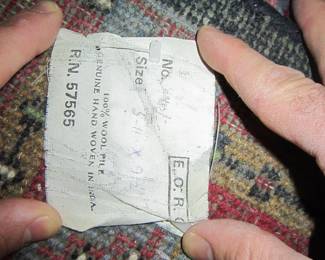 No.
Size
E.O.R.
100% WOOL PILE
GENUINE HAND WOVEN IN INDIA.
R.N. 57565